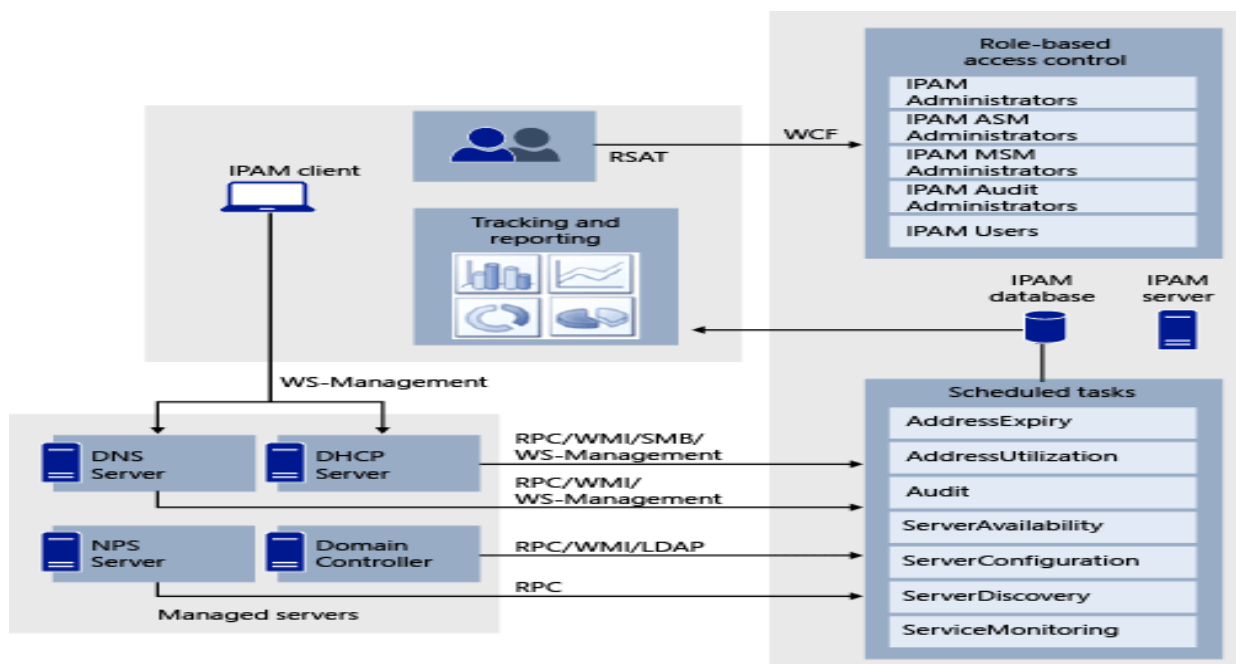 Role-based
access control
IPAM
Administrators
IPAM ASM
Administrators
IPAM MSM
Administrators
IPAM Audit
Administrators
IPAM Users
WCF
RSAT
IPAM client
Tracking and
reporting
IPAM
database
IPAM
server
WS-Management
Scheduled tasks
AddressExpiry
AddressUtilization
Audit
ServerAvailability
ServerConfiguration
ServerDiscovery
ServiceMonitoring
DNS
Server
DHCP
Server
RPC/WMI/SMB/
WS-Management
RPC/WMI/
WS-Management
NPS
Server
Domain
Controller
RPC/WMI/LDAP
RPC
Managed servers